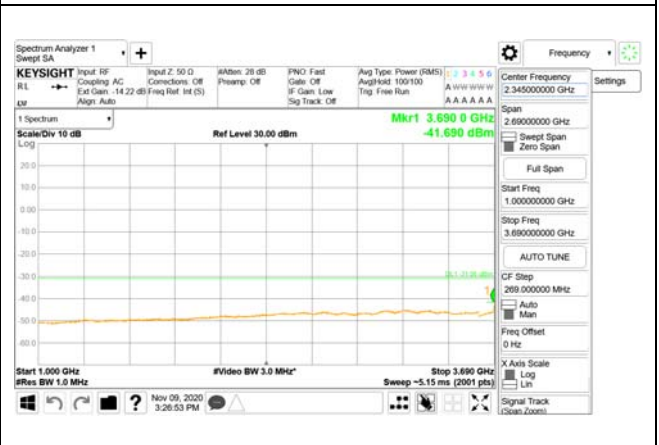 Spectrum Analyzer 1
Swept SA
+
Frequency
KEYSIGHT
RL
Input: RF
Coupling: AC
Ext Gain: -14.22 dB
Align: Auto
Input Z: 50 Ω
Corrections: Off
Freq Ref: Int (S)
#Atten: 28 dB
Preamp: Off
PNO: Fast
Gate: Off
IF Gain: Low
Sig Track: Off
Avg Type: Power (RMS)
Avg|Hold: 100/100
Trig: Free Run
1 2 3 4 5 6
A W W W W W
A A A A A A
Center Frequency
2.345000000 GHz
Settings
Span
2.69000000 GHz
Swept Span
Zero Span
Full Span
Start Freq
1.000000000 GHz
Stop Freq
3.690000000 GHz
AUTO TUNE
CF Step
269.000000 MHz
Auto
Man
Freq Offset
0 Hz
X Axis Scale
Log
Lin
Signal Track
(Span Zoom)
1 Spectrum
Scale/Div 10 dB
Log
Ref Level 30.00 dBm
Mkr1 3.690 0 GHz
-41.690 dBm
20.0
10.0
0.00
-10.0
-20.0
-30.0
-40.0
-50.0
-60.0
1
Start 1.000 GHz
#Res BW 1.0 MHz
#Video BW 3.0 MHz*
Stop 3.690 GHz
Sweep ~5.15 ms (2001 pts)
?
Nov 09, 2020
3:26:53 PM